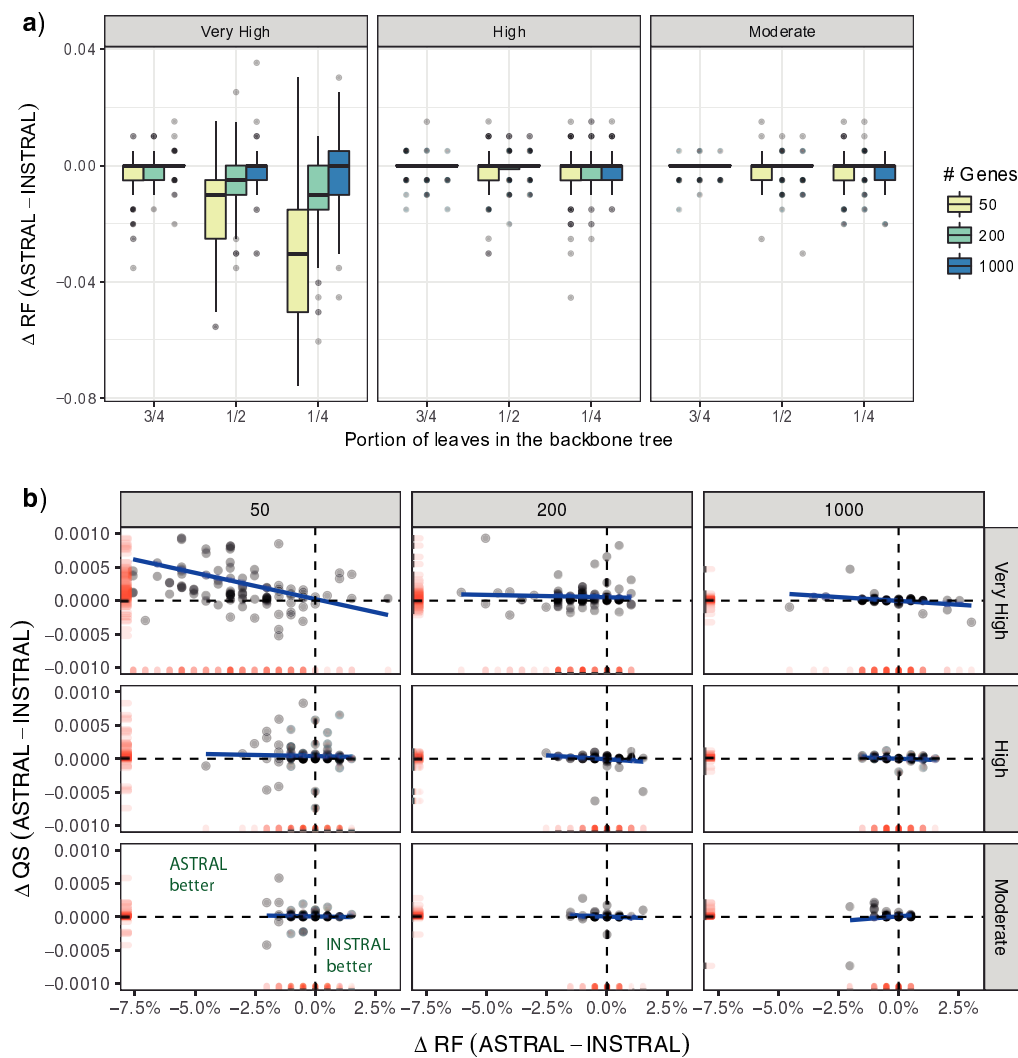 a)
Very High
High
Moderate
0.04
0.00
−0.04
−0.08
Δ RF (ASTRAL − INSTRAL)
3/4
1/2
1/4
3/4
1/2
1/4
3/4
1/2
1/4
Portion of leaves in the backbone tree
# Genes
50
200
1000
b)
50
200
1000
0.0010
0.0005
0.0000
−0.0005
−0.0010
Very High
0.0010
0.0005
0.0000
−0.0005
−0.0010
High
0.0010
0.0005
0.0000
−0.0005
−0.0010
Moderate
Δ QS (ASTRAL − INSTRAL)
ASTRAL
better
INSTRAL
better
−7.5%
−5.0%
−2.5%
0.0%
2.5%
−7.5%
−5.0%
−2.5%
0.0%
2.5%
−7.5%
−5.0%
−2.5%
0.0%
2.5%
Δ RF (ASTRAL − INSTRAL)